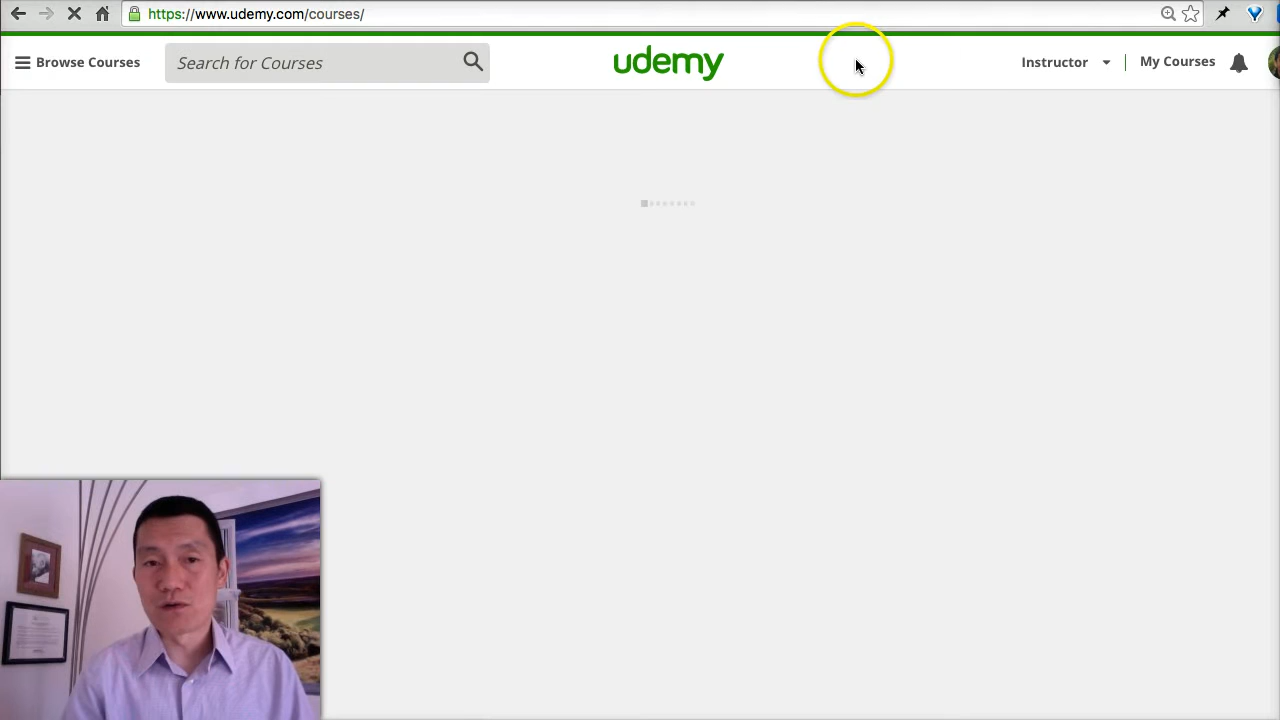 https://www.udemy.com/courses/
Browse Courses
Search for Courses
udemy
Instructor
My Courses